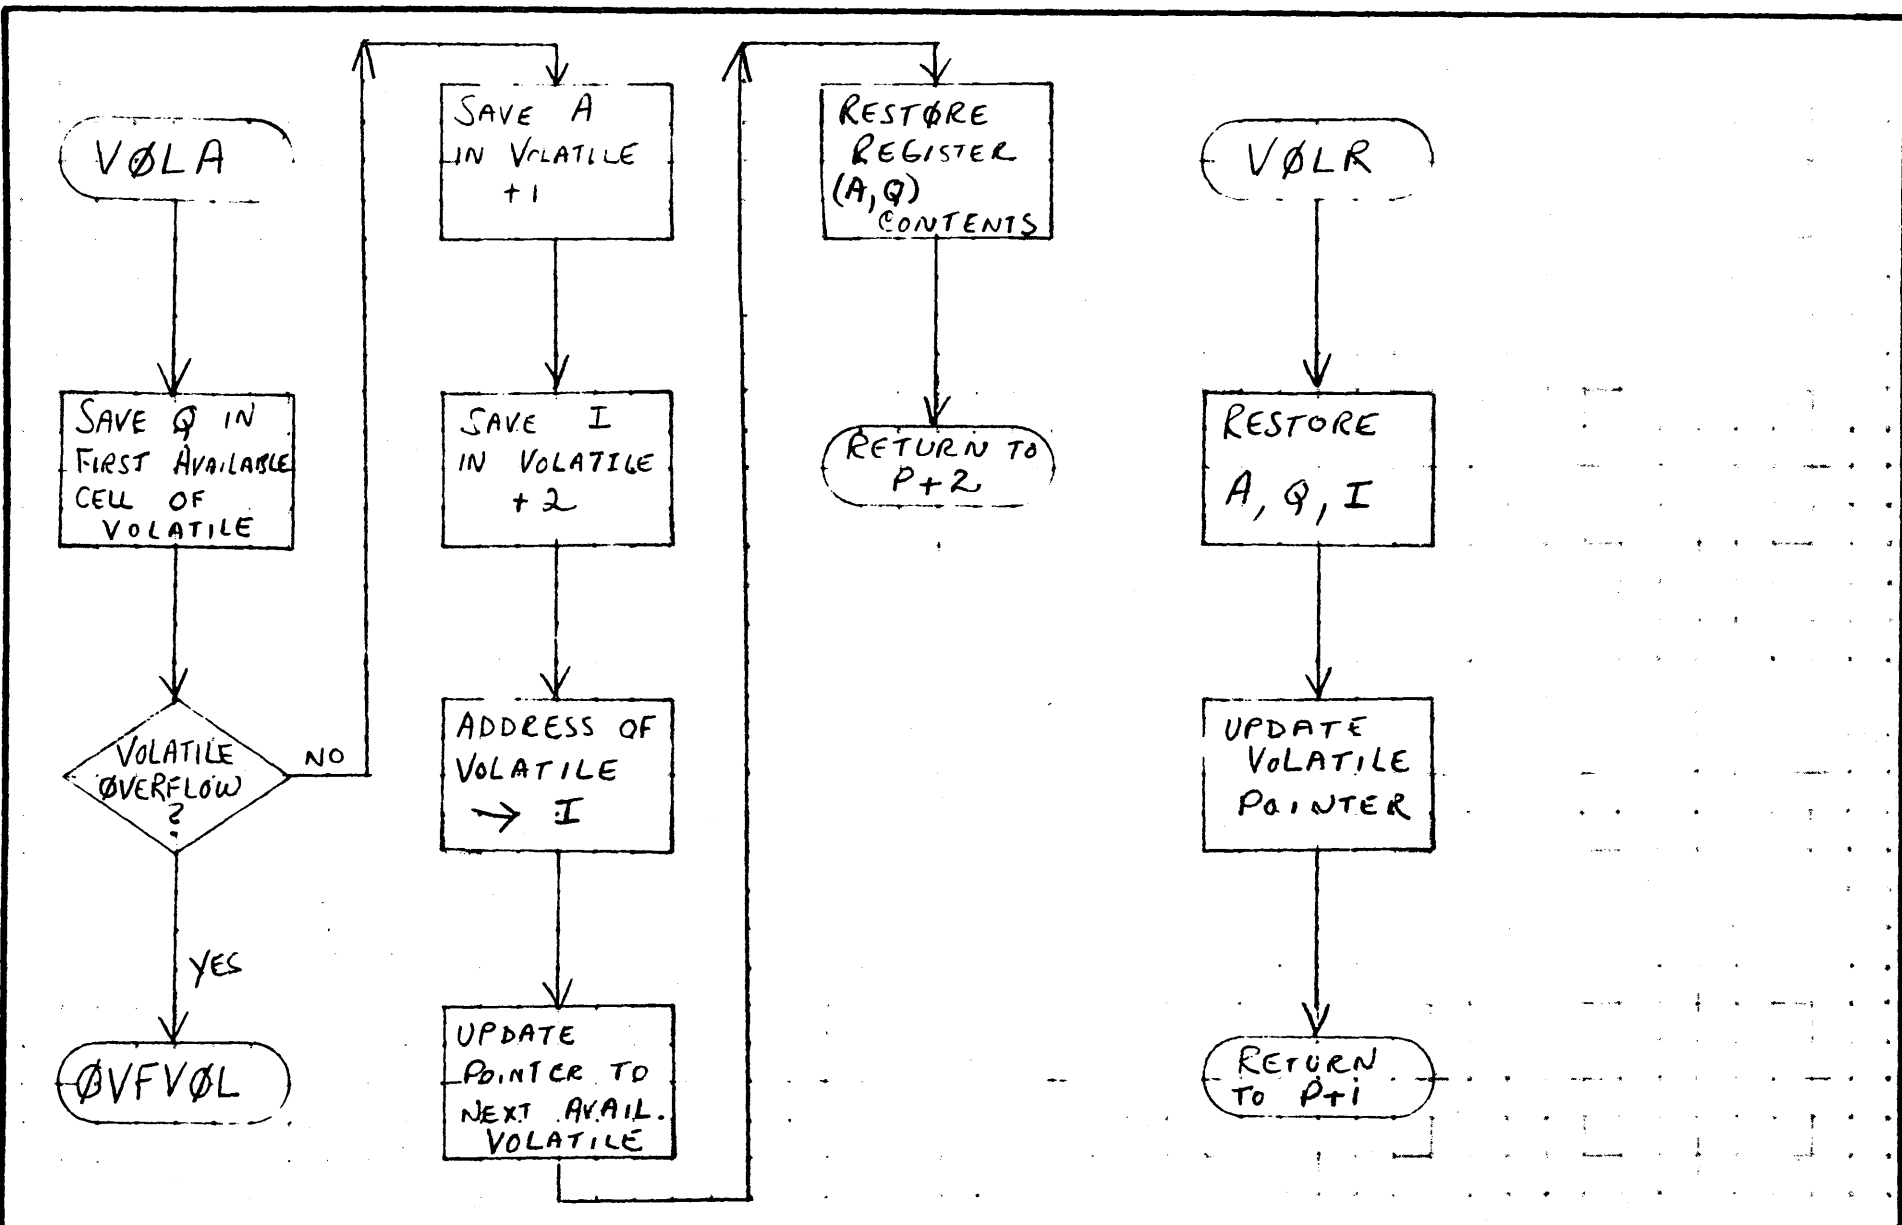 VØLA
SAVE Q IN
FIRST AVAILABLE
CELL OF
VOLATILE
VOLATILE
ØVERFLOW
?
NO
YES
ØVFVØL
SAVE A
IN VOLATILE
+1
SAVE I
IN VOLATILE
+2
ADDRESS OF
VOLATILE
→ I
UPDATE
POINTER TO
NEXT AVAIL.
VOLATILE
RESTØRE
REGISTER
(A,Q)
CONTENTS
RETURN TO
P+2
VØLR
RESTORE
A, Q, I
UPDATE
VOLATILE
POINTER
RETURN
TO P+1